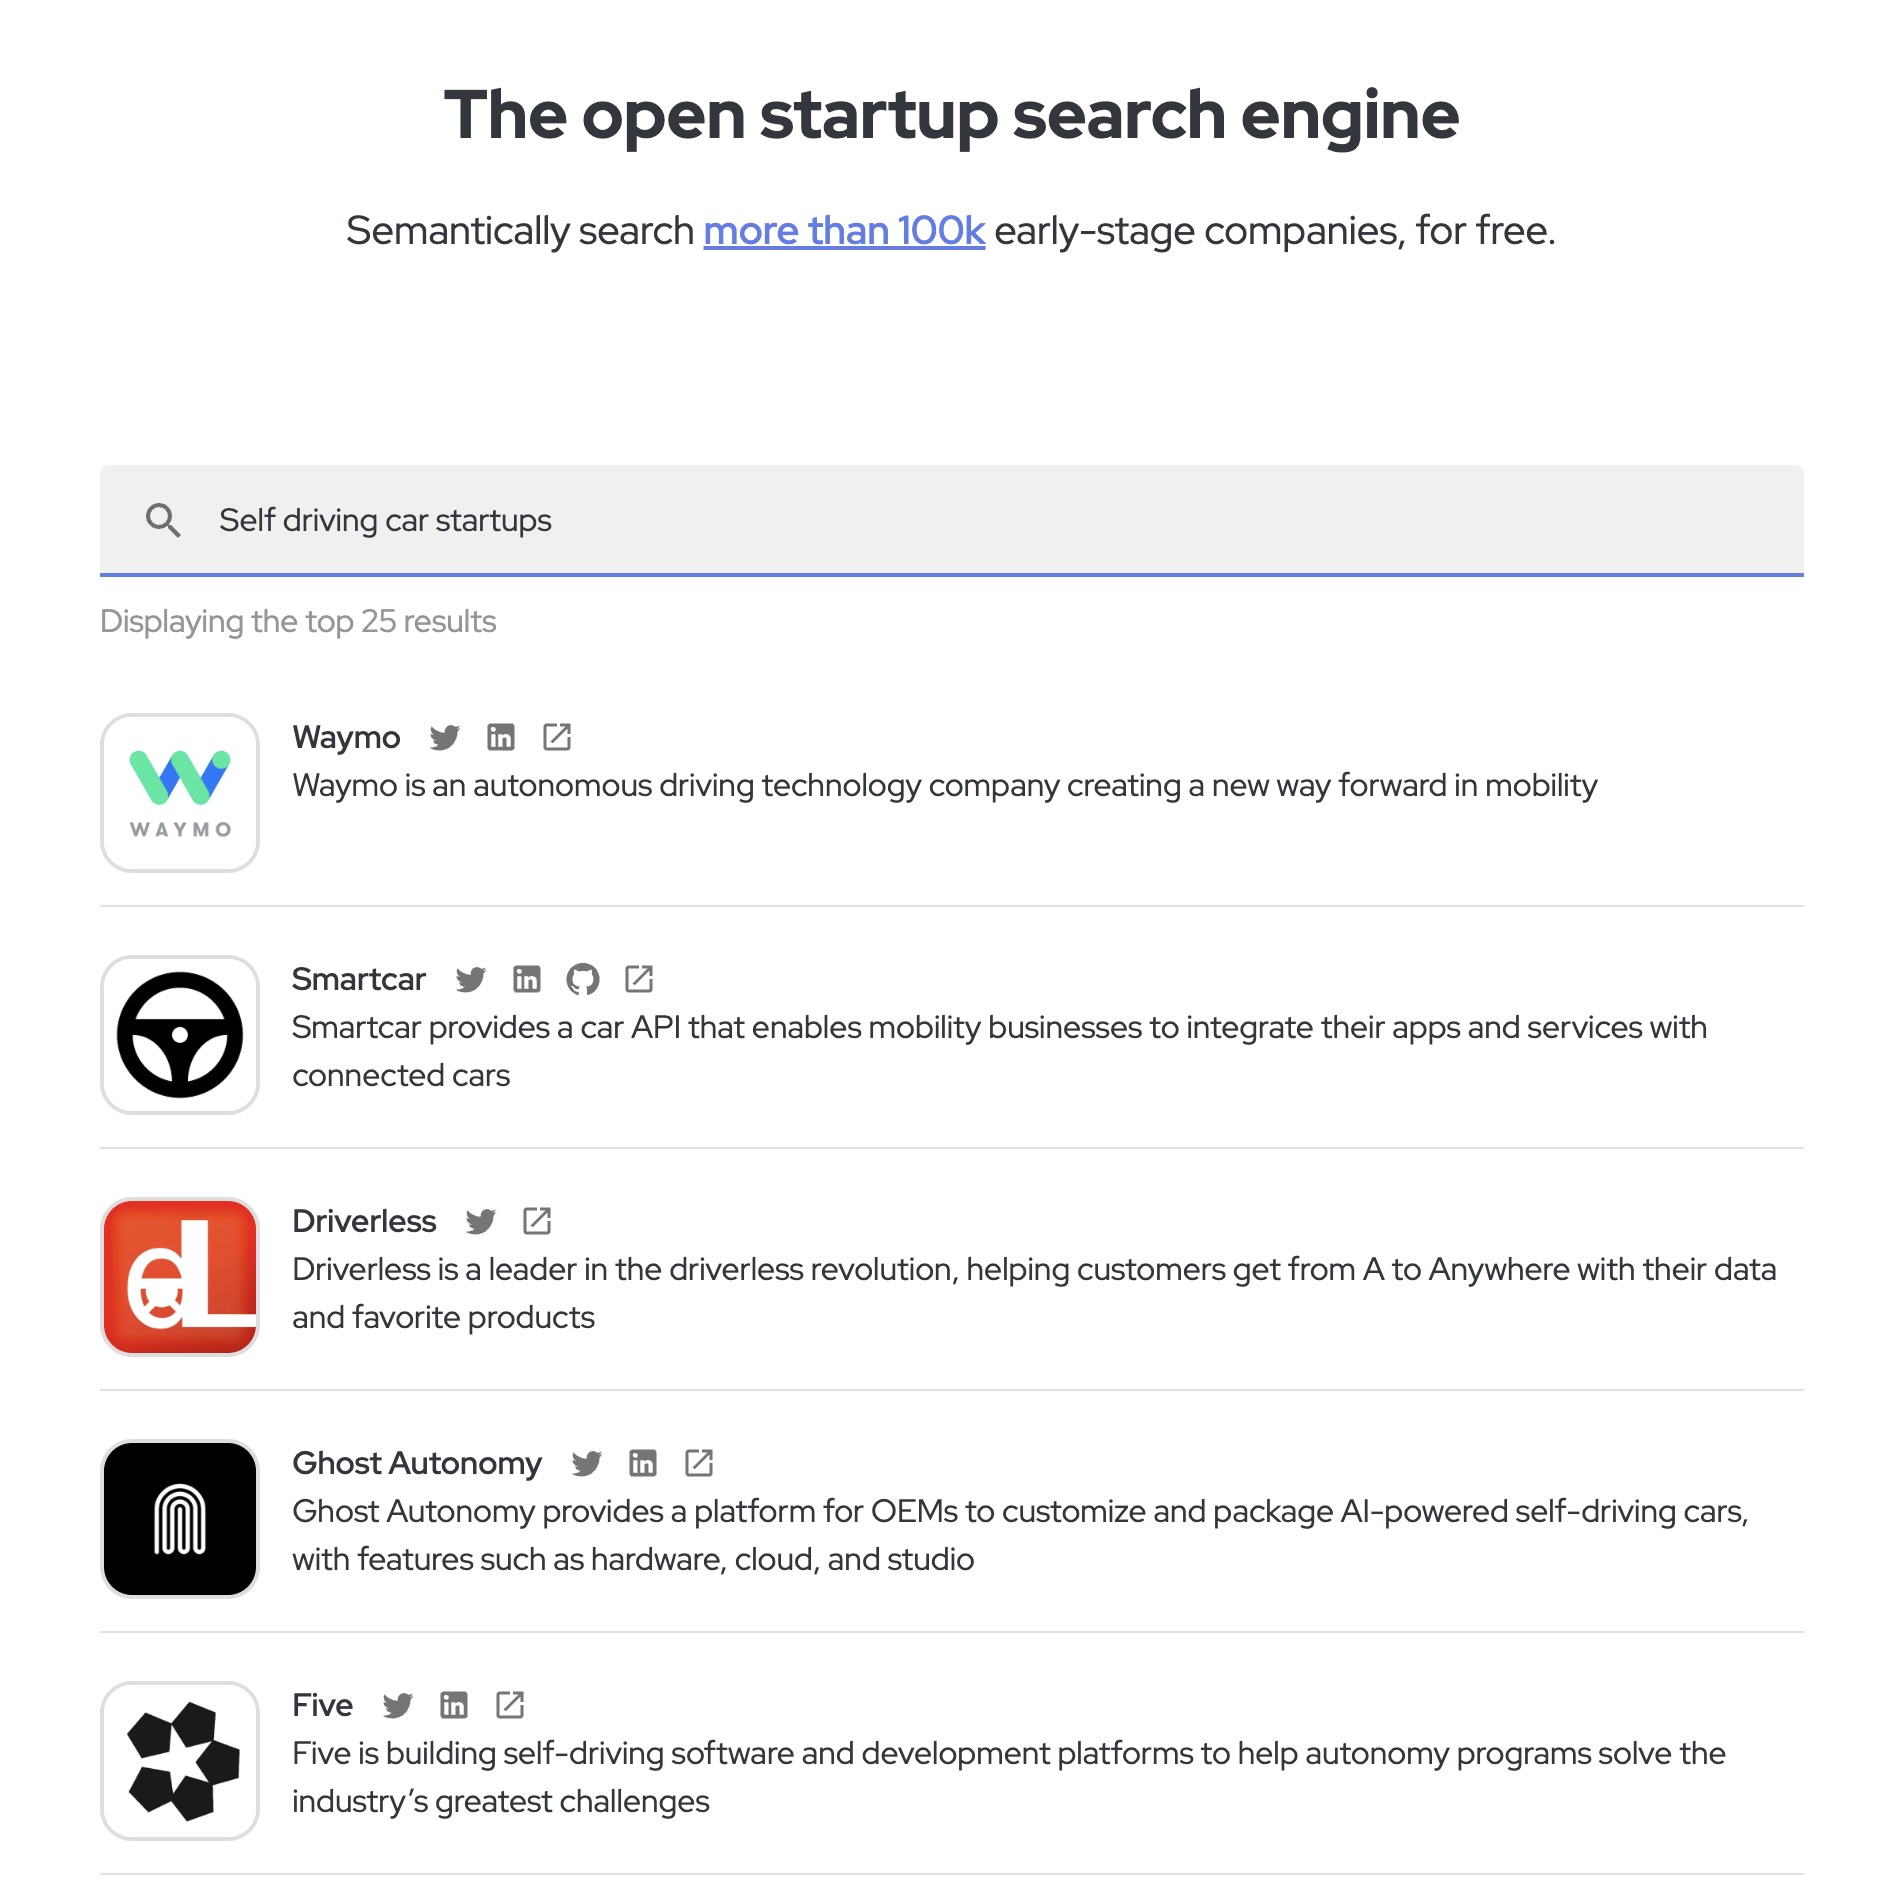 The open startup search engine
Semantically search more than 100k early-stage companies, for free.
Self driving car startups
Displaying the top 25 results
Waymo
Waymo is an autonomous driving technology company creating a new way forward in mobility
WAYMO
Smartcar
Smartcar provides a car API that enables mobility businesses to integrate their apps and services with
connected cars
Driverless
Driverless is a leader in the driverless revolution, helping customers get from A to Anywhere with their data
and favorite products
dL
Ghost Autonomy
Ghost Autonomy provides a platform for OEMs to customize and package AI-powered self-driving cars,
with features such as hardware, cloud, and studio
Five
Five is building self-driving software and development platforms to help autonomy programs solve the
industry’s greatest challenges